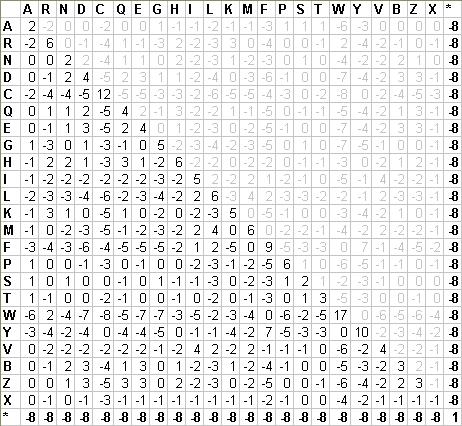 A R N D C Q E G H I L K M F P S T W Y V B Z X *
A 2 -2 0 0 -2 0 0 1 -1 -1 -2 -1 -1 -3 1 1 1 -6 -3 0 0 0 0 -8
R -2 6 0 -1 -4 1 -1 -3 2 -2 -3 3 0 -4 0 0 -1 2 -4 -2 -1 0 -1 -8
N 0 0 2 2 -4 1 1 0 2 -2 -3 1 -2 -3 0 1 0 -4 -2 -2 2 1 0 -8
D 0 -1 2 4 -5 2 3 1 1 -2 -4 0 -3 -6 -1 0 0 -7 -4 -2 3 3 -1 -8
C -2 -4 -4 -5 12 -5 -5 -3 -3 -2 -6 -5 -5 -4 -3 0 -2 -8 0 -2 -4 -5 -3 -8
Q 0 1 1 2 -5 4 2 -1 3 -2 -2 1 -1 -5 0 -1 -1 -5 -4 -2 1 3 -1 -8
E 0 -1 1 3 -5 2 4 0 1 -2 -3 0 -2 -5 -1 0 0 -7 -4 -2 3 3 -1 -8
G 1 -3 0 1 -3 -1 0 5 -2 -3 -4 -2 -3 -5 0 1 0 -7 -5 -1 0 0 -1 -8
H -1 2 2 1 -3 3 1 -2 6 -2 -2 0 -2 -2 0 -1 -1 -3 0 -2 1 2 -1 -8
I -1 -2 -2 -2 -2 -2 -2 -3 -2 5 2 -2 2 1 -2 -1 0 -5 -1 4 -2 -2 -1 -8
L -2 -3 -3 -4 -6 -2 -3 -4 -2 2 6 -3 4 2 -3 -3 -2 -2 -1 2 -3 -3 -1 -8
K -1 3 1 0 -5 1 0 -2 0 -2 -3 5 0 -5 -1 0 0 -3 -4 -2 1 0 -1 -8
M -1 0 -2 -3 -5 -1 -2 -3 -2 2 4 0 6 0 -2 -2 -1 -4 -2 2 -2 -2 -1 -8
F -3 -4 -3 -6 -4 -5 -5 -5 -2 1 2 -5 0 9 -5 -3 -3 0 7 -1 -4 -5 -2 -8
P 1 0 0 -1 -3 0 -1 0 0 -2 -3 -1 -2 -5 6 1 0 -6 -5 -1 -1 0 -1 -8
S 1 0 1 0 0 -1 0 1 -1 -1 -3 0 -2 -3 1 2 1 -2 -3 -1 0 0 0 -8
T 1 -1 0 0 -2 -1 0 0 -1 0 -2 0 -1 -3 0 1 3 -5 -3 0 0 -1 0 -8
W -6 2 -4 -7 -8 -5 -7 -7 -3 -5 -2 -3 -4 0 -6 -2 -5 17 0 -6 -5 -6 -4 -8
Y -3 -4 -2 -4 0 -4 -4 -5 0 -1 -1 -4 -2 7 -5 -3 -3 0 10 -2 -3 -4 -2 -8
V 0 -2 -2 -2 -2 -2 -2 -1 -2 4 2 -2 2 -1 -1 -1 0 -6 -2 4 -2 -2 -1 -8
B 0 -1 2 3 -4 1 3 0 1 -2 -3 1 -2 -4 -1 0 0 -5 -3 -2 3 2 -1 -8
Z 0 0 1 3 -5 3 3 0 2 -2 -3 0 -2 -5 0 0 -1 -6 -4 -2 2 3 -1 -8
X 0 -1 0 -1 -3 -1 -1 -1 -1 -1 -1 -1 -1 -2 -1 0 0 -4 -2 -1 -1 -1 -1 -8
* -8 -8 -8 -8 -8 -8 -8 -8 -8 -8 -8 -8 -8 -8 -8 -8 -8 -8 -8 -8 -8 -8 -8 1